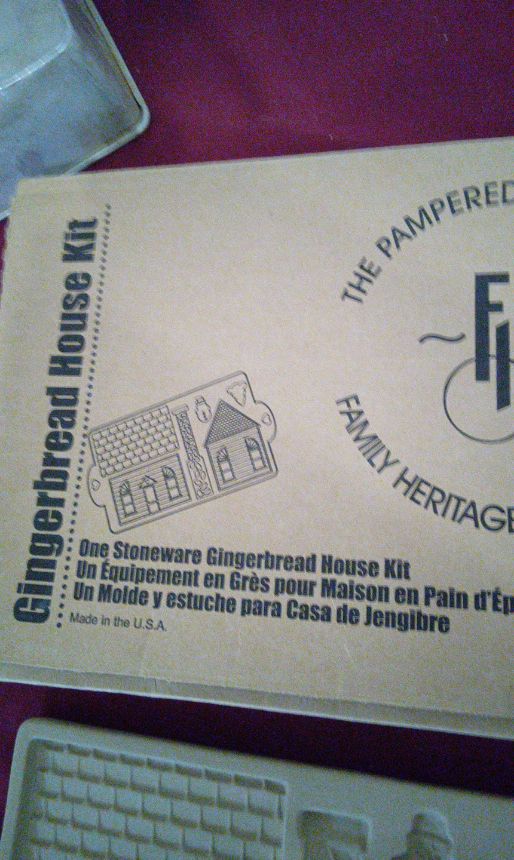 Gingerbread House Kit
THE PAMPERED
FAMILY HERITAGE
One Stoneware Gingerbread House Kit
Un Équipement en Grès pour Maison en Pain d'Ép
Un Molde y estuche para Casa de Jengibre
Made in the U.S.A.